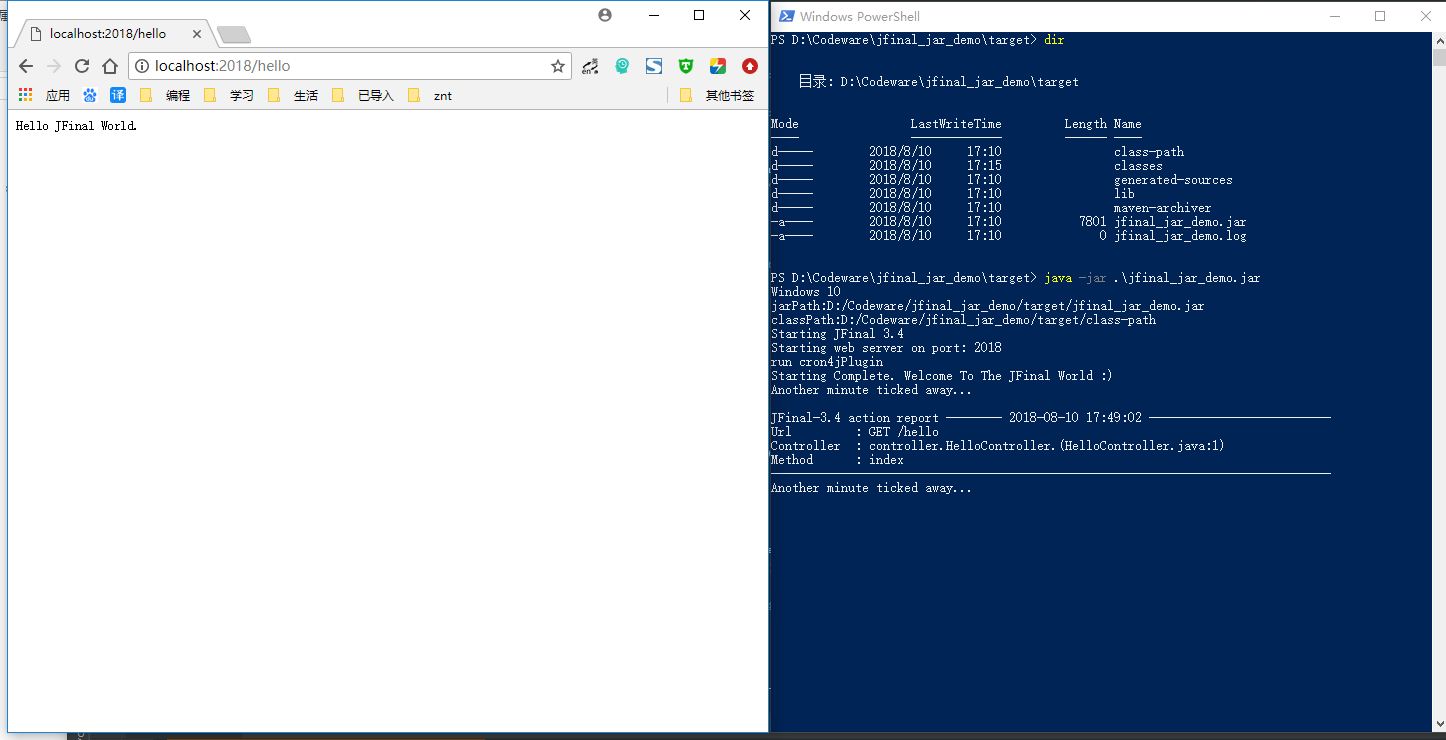 localhost:2018/hello
localhost:2018/hello
应用 译 编程 学习 生活 已导入 znt 其他书签
Hello JFinal World.
Windows PowerShell
PS D:\Codeware\jfinal_jar_demo\target> dir
目录: D:\Codeware\jfinal_jar_demo\target
Mode LastWriteTime Length Name
---- ------------- ------ ----
d----- 2018/8/10 17:10 class-path
d----- 2018/8/10 17:15 classes
d----- 2018/8/10 17:10 generated-sources
d----- 2018/8/10 17:10 lib
d----- 2018/8/10 17:10 maven-archiver
-a---- 2018/8/10 17:10 7801 jfinal_jar_demo.jar
-a---- 2018/8/10 17:10 0 jfinal_jar_demo.log
PS D:\Codeware\jfinal_jar_demo\target> java -jar .\jfinal_jar_demo.jar
Windows 10
jarPath:D:/Codeware/jfinal_jar_demo/target/jfinal_jar_demo.jar
classPath:D:/Codeware/jfinal_jar_demo/target/class-path
Starting JFinal 3.4
Starting web server on port: 2018
run cron4jPlugin
Starting Complete. Welcome To The JFinal World :)
Another minute ticked away...
JFinal-3.4 action report -------- 2018-08-10 17:49:02 --------------------------
Url : GET /hello
Controller : controller.HelloController.(HelloController.java:1)
Method : index
--------------------------------------------------------------------------------
Another minute ticked away...